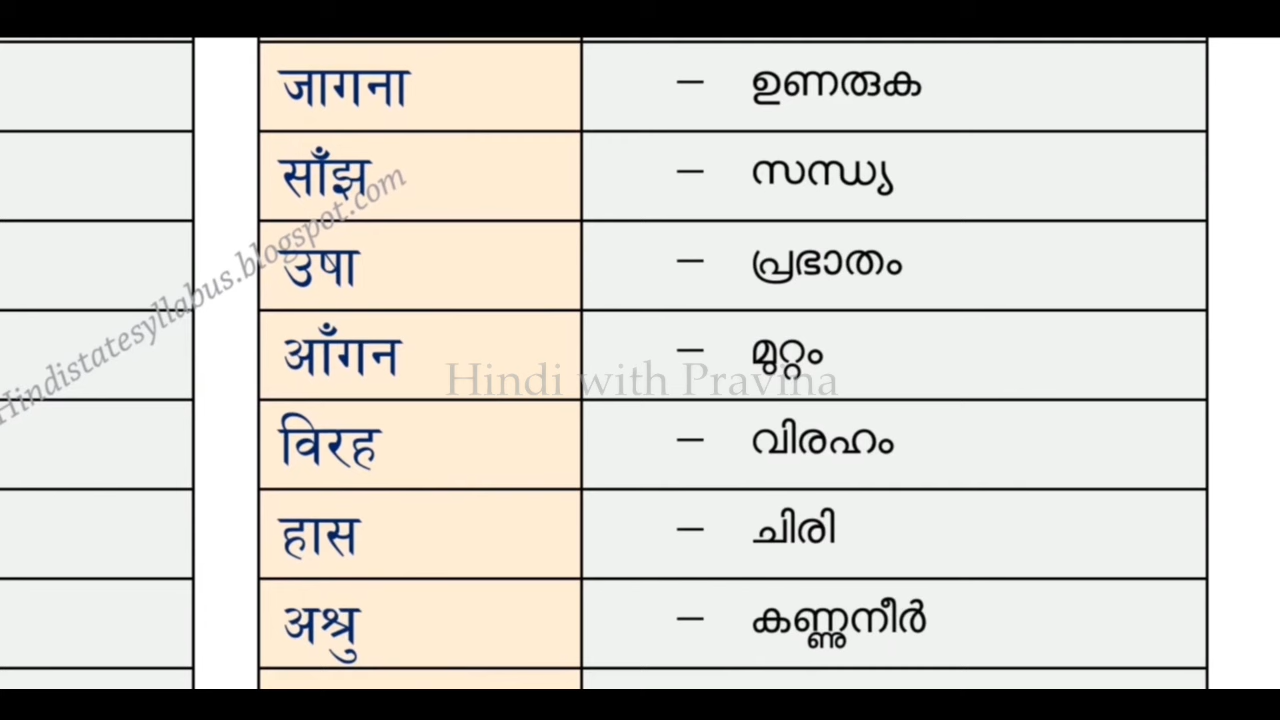 जागना – ഉണരുക
साँझ – സന്ധ്യ
उषा – പ്രഭാതം
आँगन – മുറ്റം
विरह – വിരഹം
हास – ചിരി
अश्रु – കണ്ണുനീർ
Hindistatesyllabus.blogspot.com
Hindi with Pravina